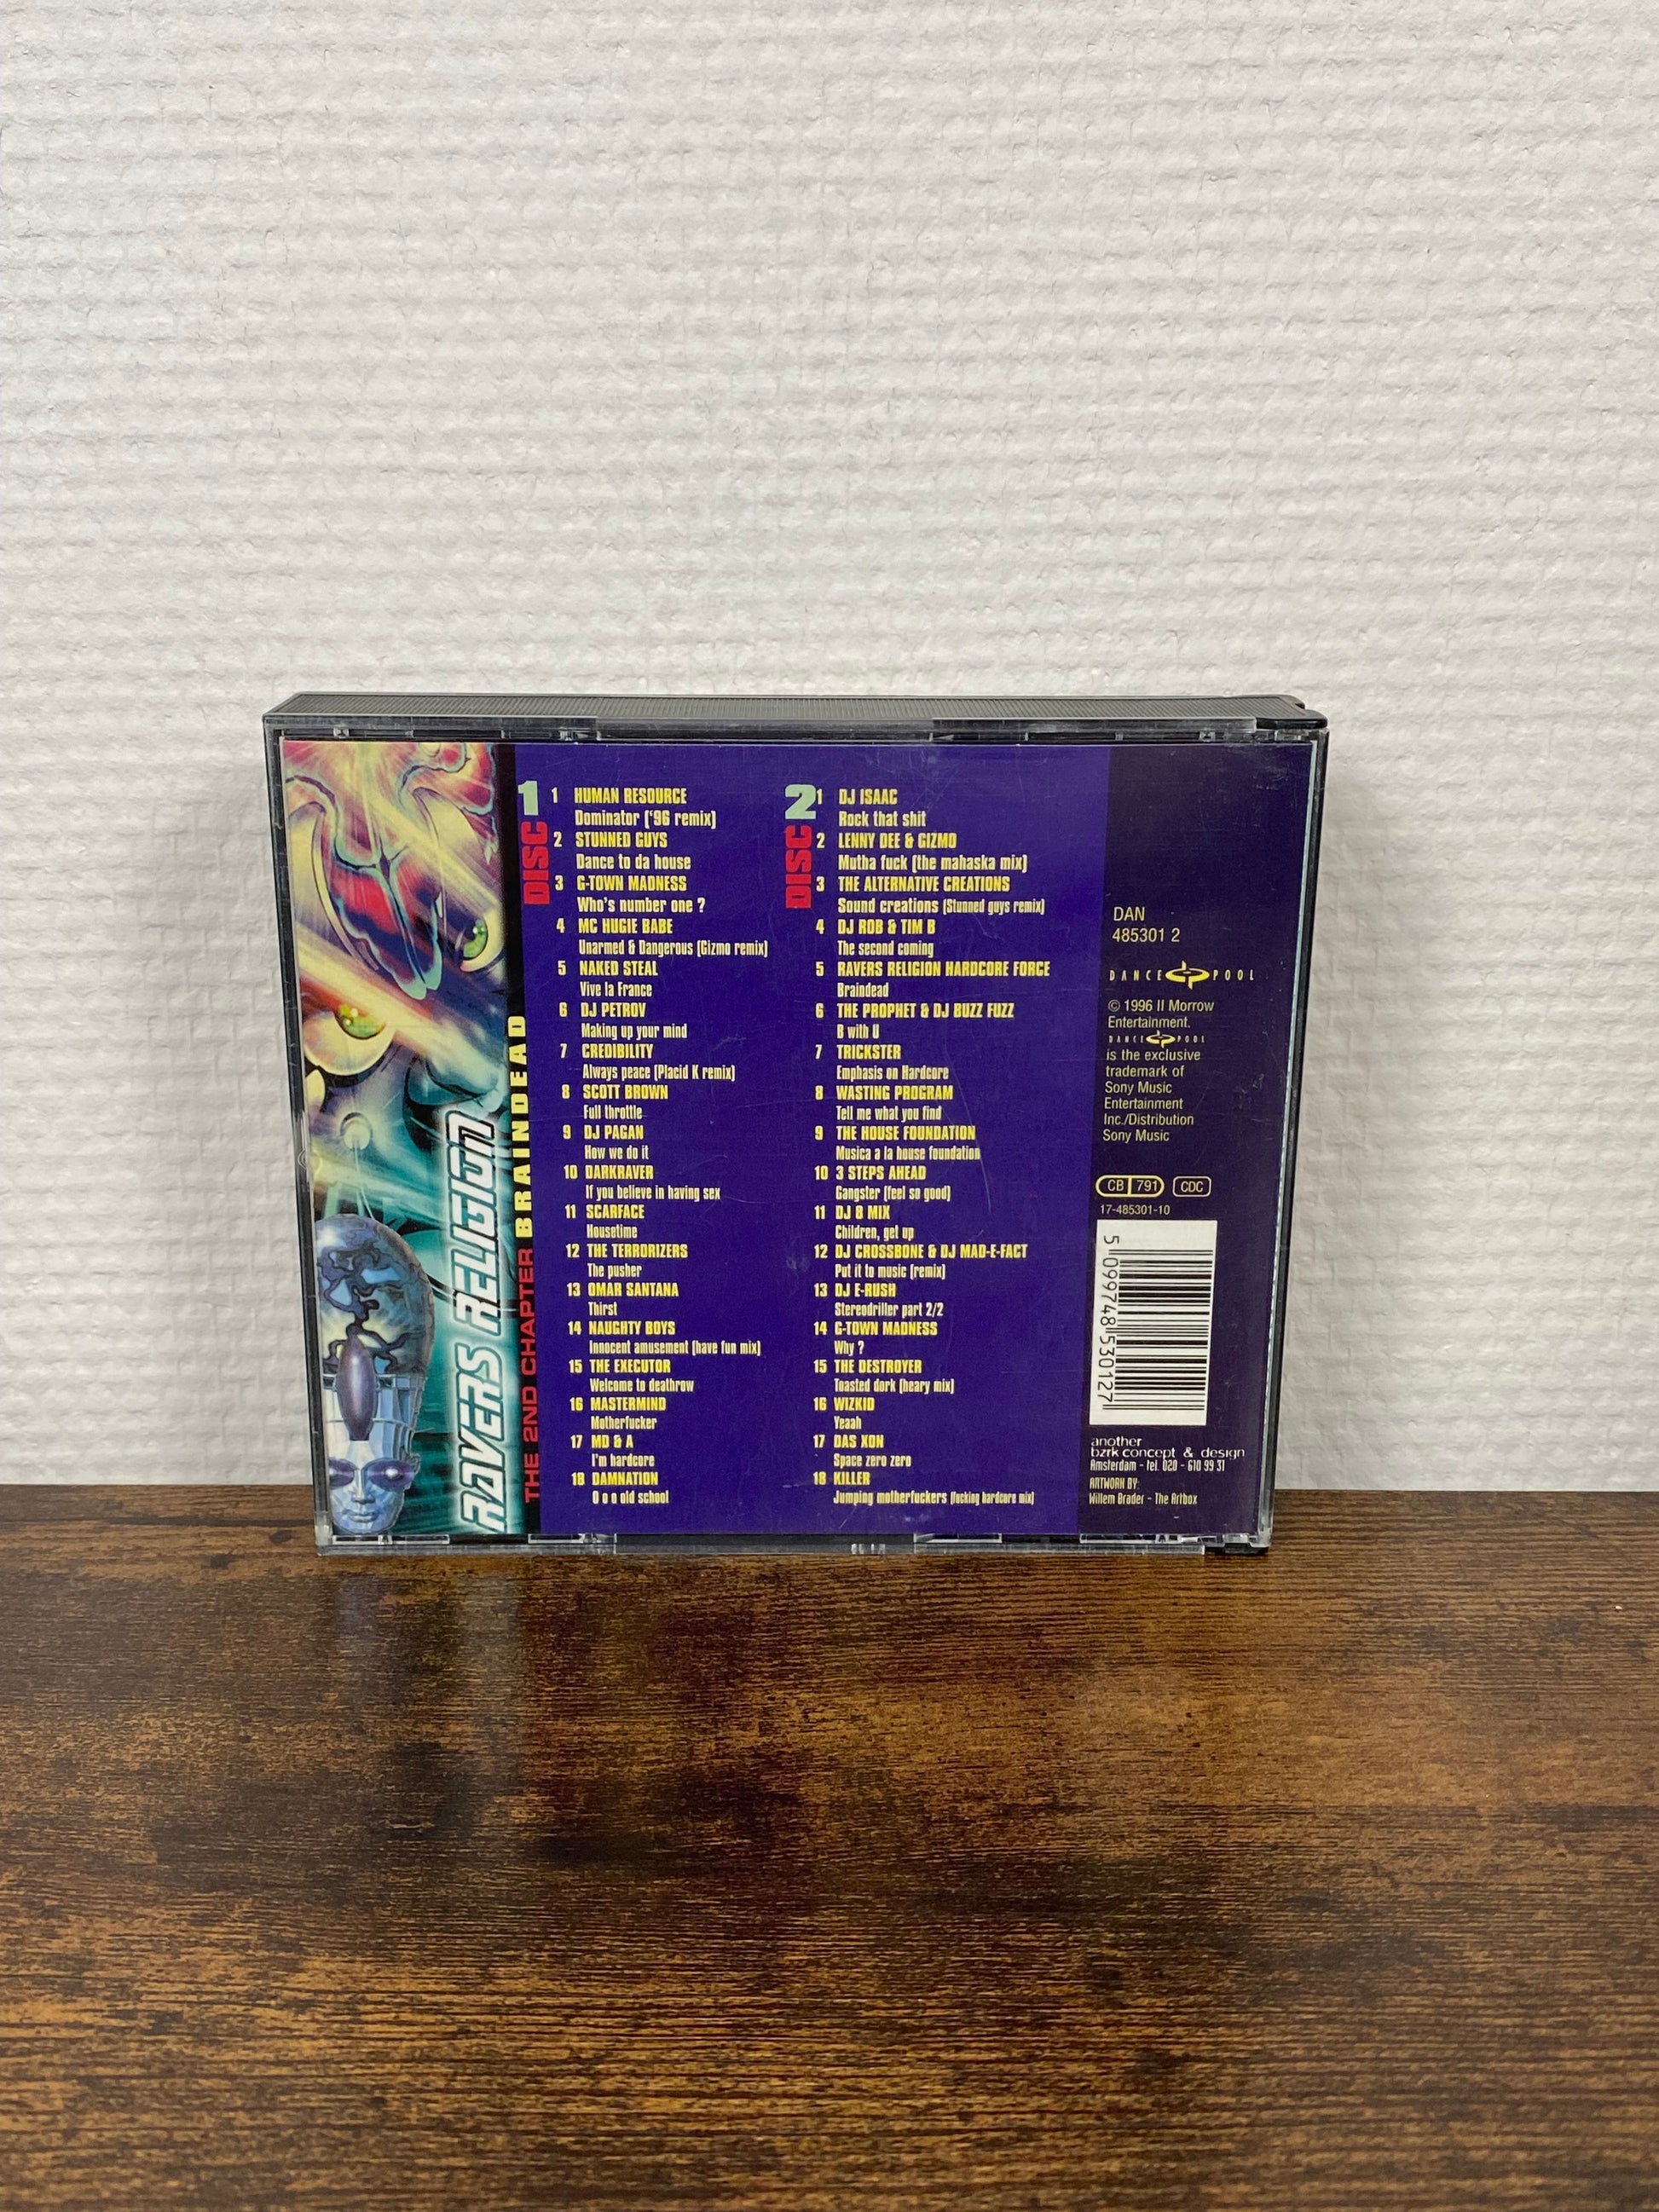 RAVERS RELIGION
THE 2ND CHAPTER BRAINDEAD
DISC 1
1 HUMAN RESOURCE
Dominator ('96 remix)
2 STUNNED GUYS
Dance to da house
3 G-TOWN MADNESS
Who's number one ?
4 MC HUGIE BABE
Unarmed & Dangerous (Gizmo remix)
5 NAKED STEAL
Vive la France
6 DJ PETROV
Making up your mind
7 CREDIBILITY
Always peace (Placid K remix)
8 SCOTT BROWN
Full throttle
9 DJ PAGAN
How we do it
10 DARKRAVER
If you believe in having sex
11 SCARFACE
Housetime
12 THE TERRORIZERS
The pusher
13 OMAR SANTANA
Thirst
14 NAUGHTY BOYS
Innocent amusement (have fun mix)
15 THE EXECUTOR
Welcome to deathrow
16 MASTERMIND
Motherfucker
17 MD & A
I'm hardcore
18 DAMNATION
O o o old school
DISC 2
1 DJ ISAAC
Rock that shit
2 LENNY DEE & GIZMO
Mutha fuck (the mahaska mix)
3 THE ALTERNATIVE CREATIONS
Sound creations (Stunned guys remix)
4 DJ ROB & TIM B
The second coming
5 RAVERS RELIGION HARDCORE FORCE
Braindead
6 THE PROPHET & DJ BUZZ FUZZ
B with U
7 TRICKSTER
Emphasis on Hardcore
8 WASTING PROGRAM
Tell me what you find
9 THE HOUSE FOUNDATION
Musica a la house foundation
10 3 STEPS AHEAD
Gangster (feel so good)
11 DJ 8 MIX
Children, get up
12 DJ CROSSBONE & DJ MAD-E-FACT
Put it to music (remix)
13 DJ E-RUSH
Stereodriller part 2/2
14 G-TOWN MADNESS
Why ?
15 THE DESTROYER
Toasted dork (heary mix)
16 WIZKID
Yeaah
17 DAS XON
Space zero zero
18 KILLER
Jumping motherfuckers (fucking hardcore mix)
DAN
485301 2
DANCE POOL
© 1996 II Morrow
Entertainment.
DANCE POOL
is the exclusive
trademark of
Sony Music
Entertainment
Inc./Distribution
Sony Music
CB 791 CDC
17-485301-10
5 099748 530127
another
bzrk concept & design
Amsterdam - tel. 020 - 610 99 31
ARTWORK BY:
Willem Brader - The Artbox